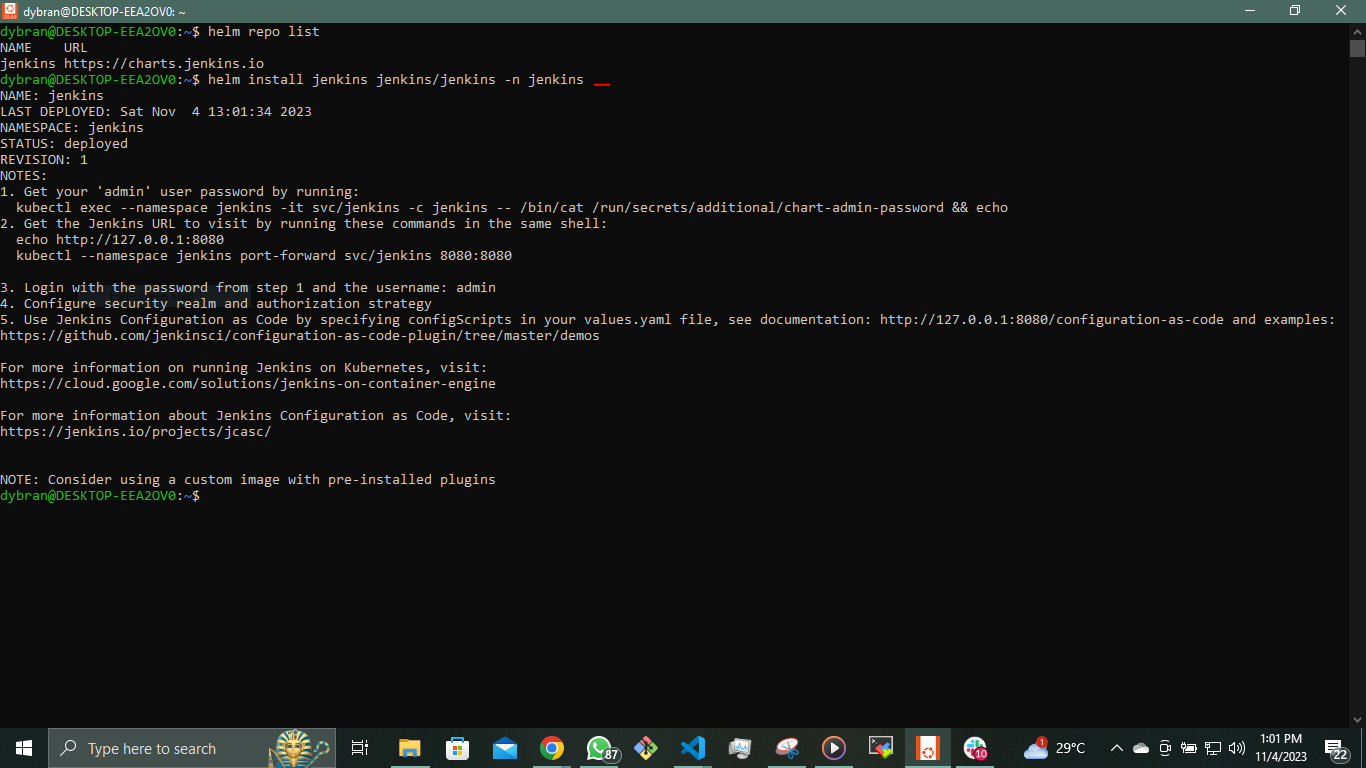 dybran@DESKTOP-EEA2OV0: ~
dybran@DESKTOP-EEA2OV0:~$ helm repo list
NAME    URL
jenkins https://charts.jenkins.io
dybran@DESKTOP-EEA2OV0:~$ helm install jenkins jenkins/jenkins -n jenkins
NAME: jenkins
LAST DEPLOYED: Sat Nov  4 13:01:34 2023
NAMESPACE: jenkins
STATUS: deployed
REVISION: 1
NOTES:
1. Get your 'admin' user password by running:
  kubectl exec --namespace jenkins -it svc/jenkins -c jenkins -- /bin/cat /run/secrets/additional/chart-admin-password && echo
2. Get the Jenkins URL to visit by running these commands in the same shell:
  echo http://127.0.0.1:8080
  kubectl --namespace jenkins port-forward svc/jenkins 8080:8080
3. Login with the password from step 1 and the username: admin
4. Configure security realm and authorization strategy
5. Use Jenkins Configuration as Code by specifying configScripts in your values.yaml file, see documentation: http://127.0.0.1:8080/configuration-as-code and examples:
https://github.com/jenkinsci/configuration-as-code-plugin/tree/master/demos
For more information on running Jenkins on Kubernetes, visit:
https://cloud.google.com/solutions/jenkins-on-container-engine
For more information about Jenkins Configuration as Code, visit:
https://jenkins.io/projects/jcasc/
NOTE: Consider using a custom image with pre-installed plugins
dybran@DESKTOP-EEA2OV0:~$
Type here to search
87
10
1
29°C
1:01 PM
11/4/2023
22